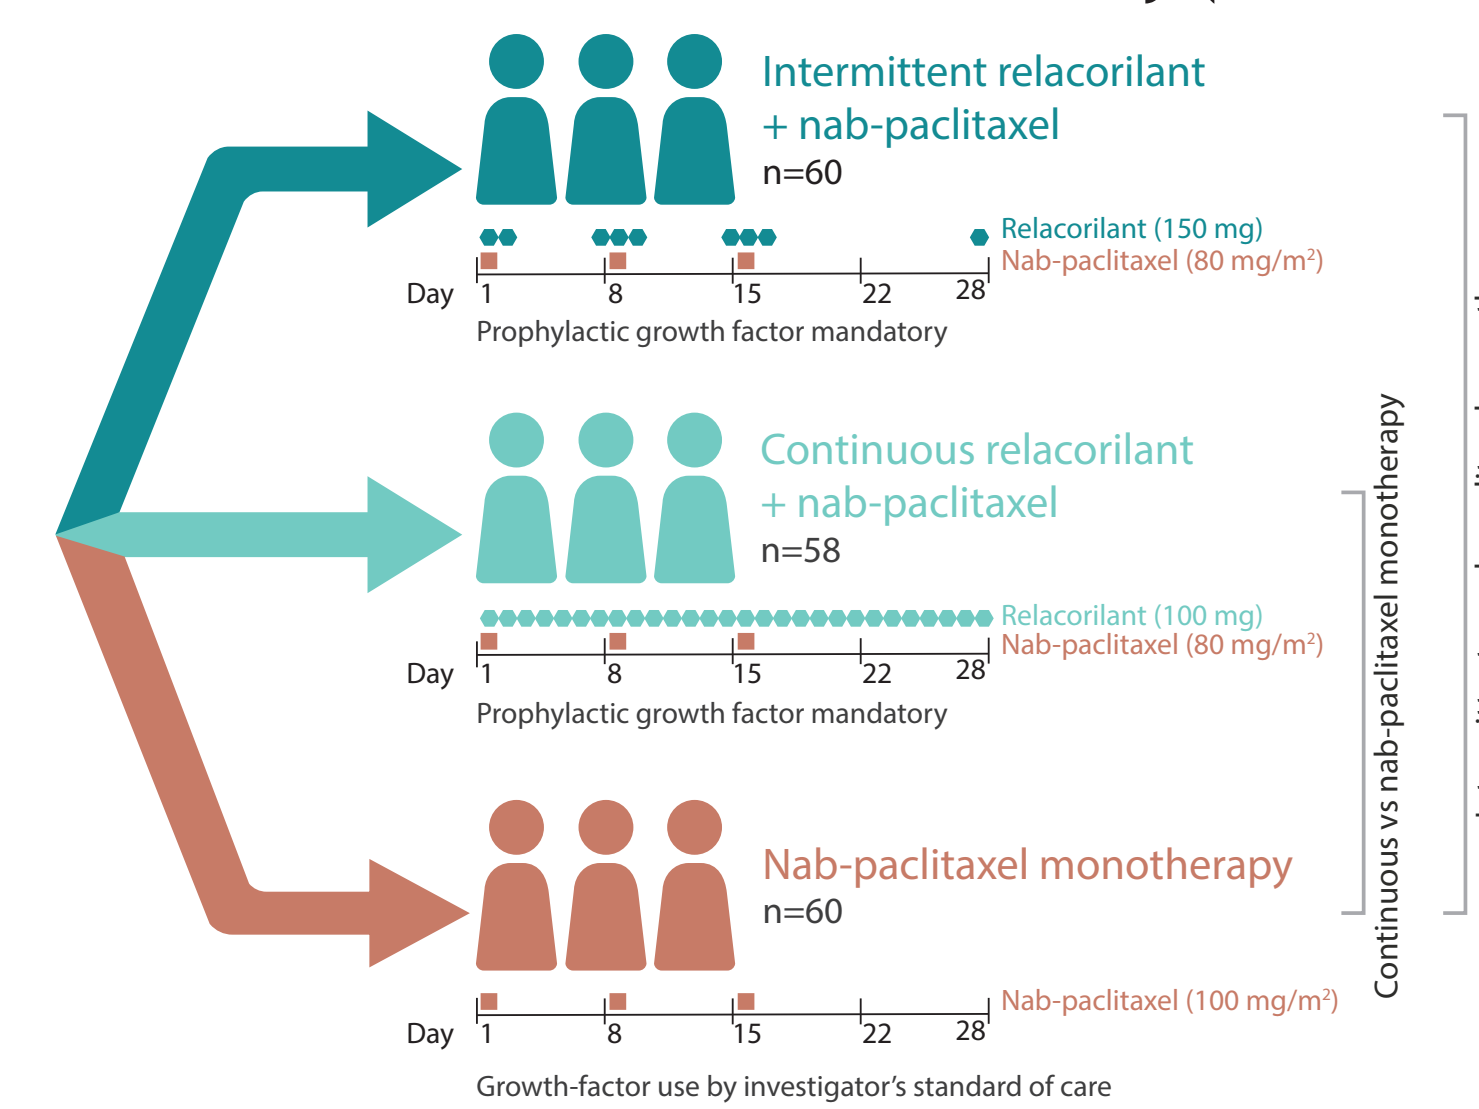 Intermittent relacorilant
+ nab-paclitaxel
n=60
Relacorilant (150 mg)
Nab-paclitaxel (80 mg/m²)
Day 1 8 15 22 28
Prophylactic growth factor mandatory
Continuous relacorilant
+ nab-paclitaxel
n=58
Relacorilant (100 mg)
Nab-paclitaxel (80 mg/m²)
Day 1 8 15 22 28
Prophylactic growth factor mandatory
Nab-paclitaxel monotherapy
n=60
Nab-paclitaxel (100 mg/m²)
Day 1 8 15 22 28
Growth-factor use by investigator’s standard of care
Continuous vs nab-paclitaxel monotherapy